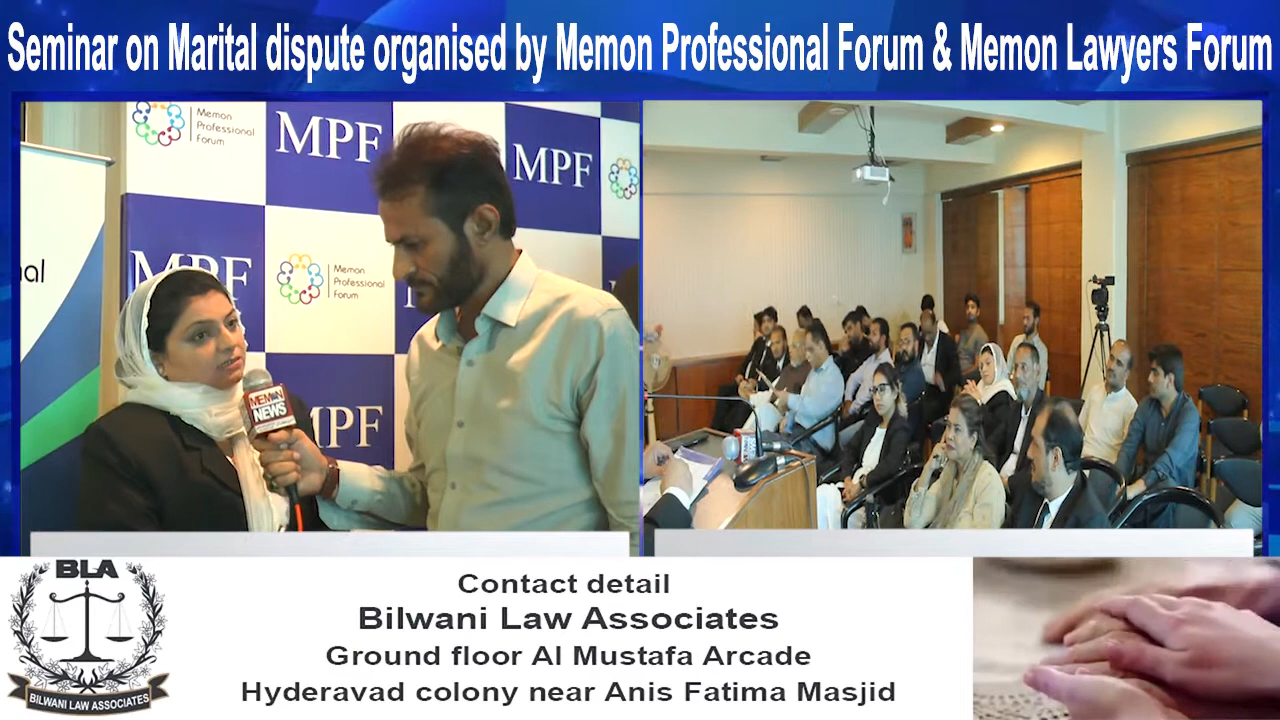 Seminar on Marital dispute organised by Memon Professional Forum & Memon Lawyers Forum
Memon
Professional
Forum
MPF
MPF
MPF
Memon
Professional
Forum
MPF
MEMON
NEWS
BLA
BILWANI LAW ASSOCIATES
Contact detail
Bilwani Law Associates
Ground floor Al Mustafa Arcade
Hyderavad colony near Anis Fatima Masjid